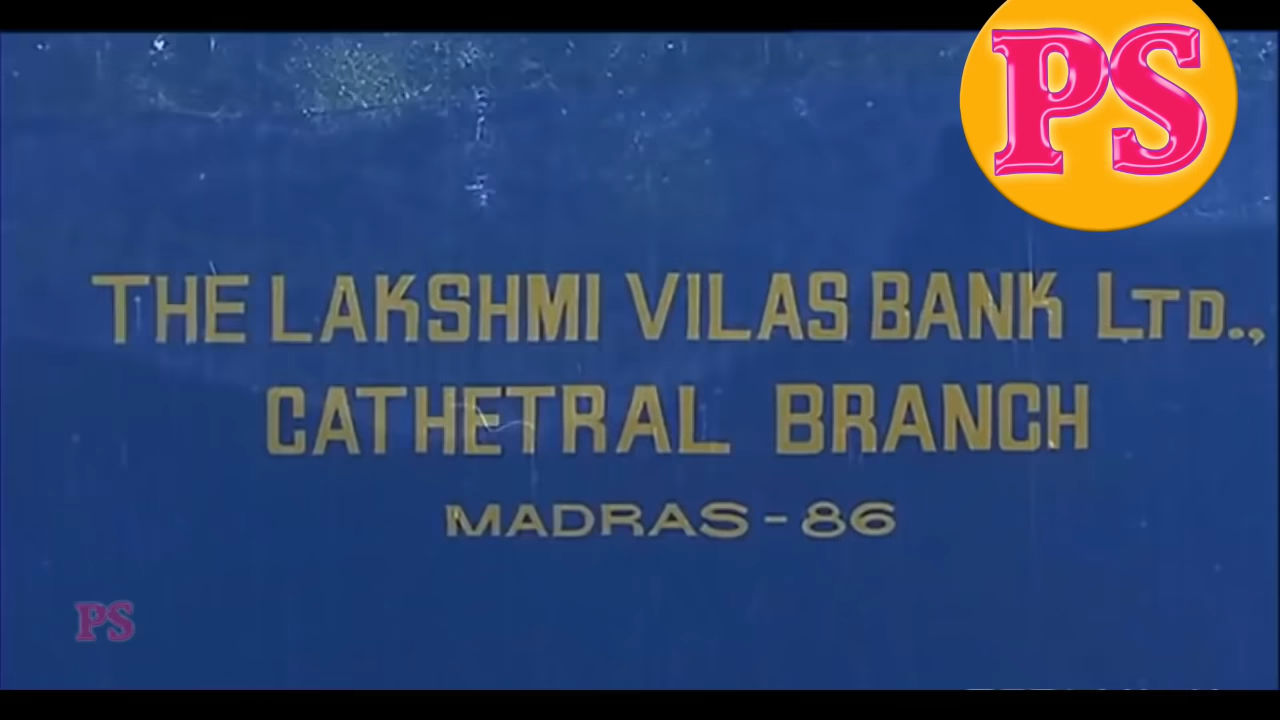 PS
THE LAKSHMI VILAS BANK LTD.,
CATHETRAL BRANCH
MADRAS - 86
PS